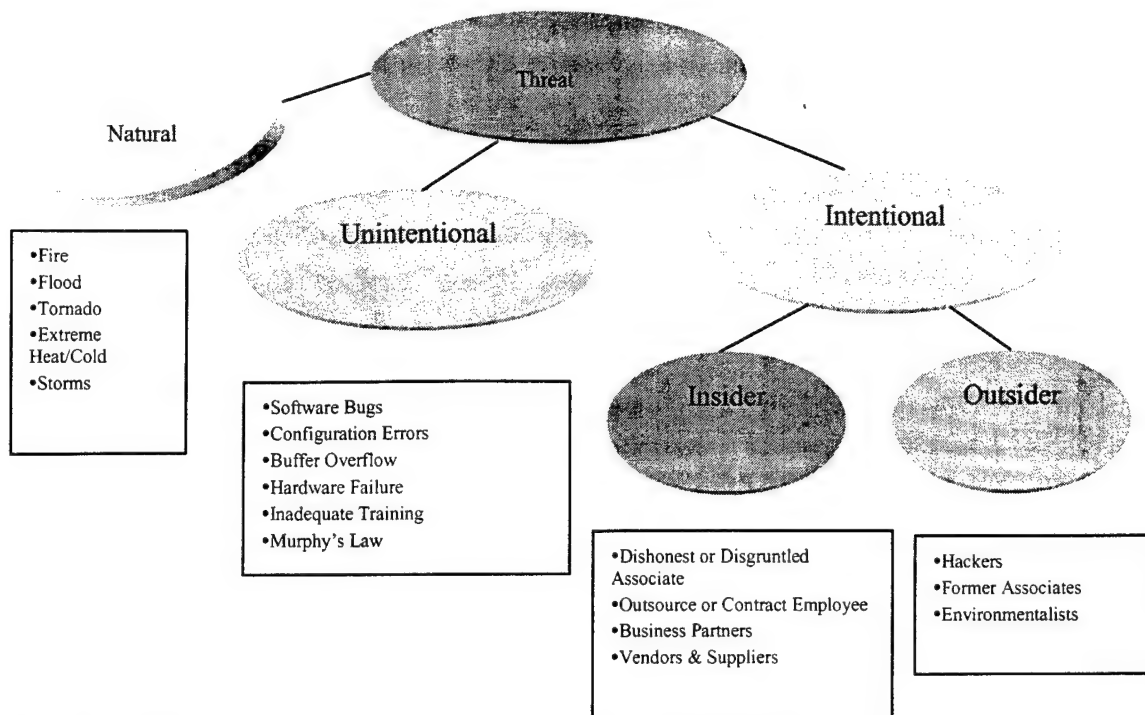 Threat
Natural
Unintentional
Intentional
•Fire
•Flood
•Tornado
•Extreme
Heat/Cold
•Storms
•Software Bugs
•Configuration Errors
•Buffer Overflow
•Hardware Failure
•Inadequate Training
•Murphy's Law
Insider
Outsider
•Dishonest or Disgruntled
Associate
•Outsource or Contract Employee
•Business Partners
•Vendors & Suppliers
•Hackers
•Former Associates
•Environmentalists